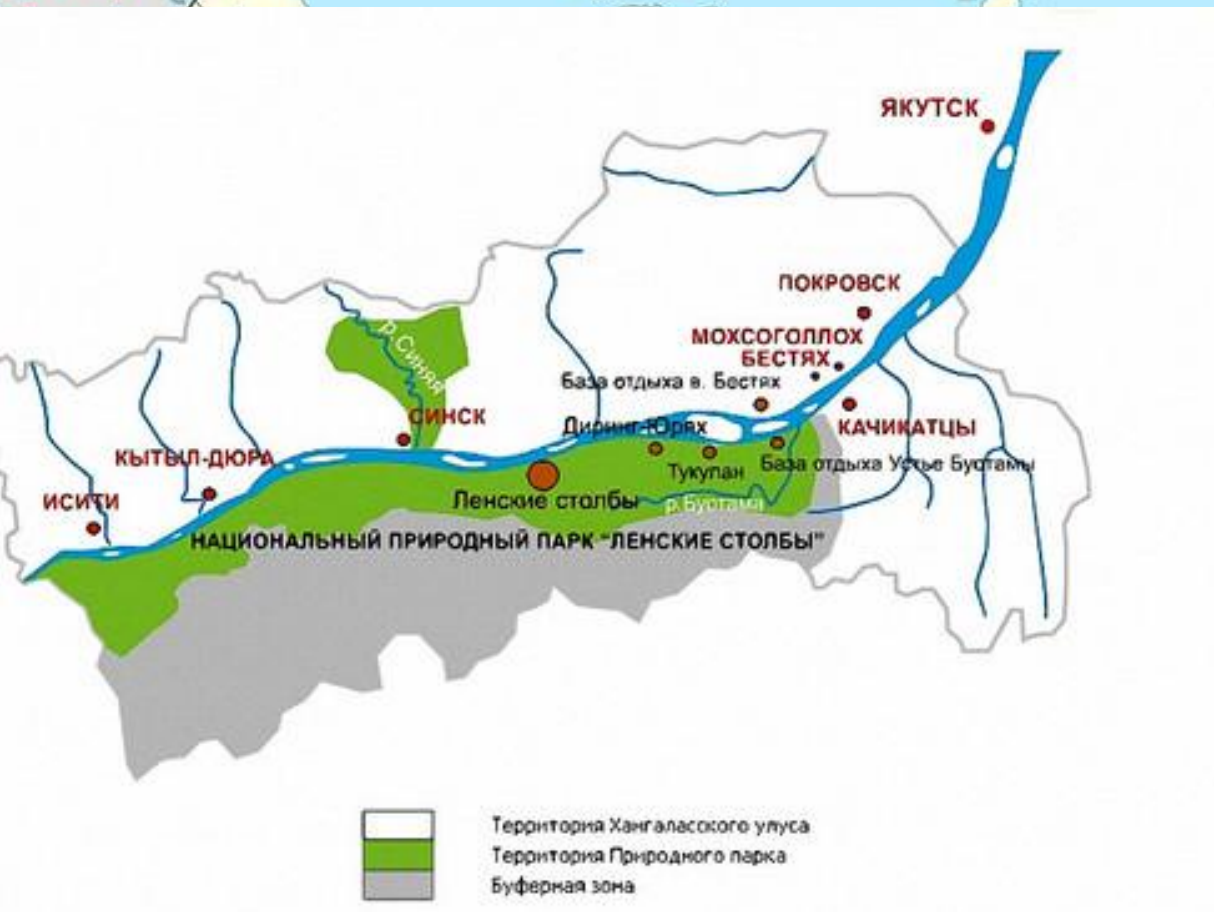 ЯКУТСК
ПОКРОВСК
МОХСОГОЛЛОХ
БЕСТЯХ
База отдыха в. Бестях
р. Синяя
СИНСК
Диринг-Юрях
КАЧИКАТЦЫ
КЫТЫЛ-ДЮРА
Тукулан
База отдыха Устье Буотамы
ИСИТИ
Ленские столбы
р. Буотама
НАЦИОНАЛЬНЫЙ ПРИРОДНЫЙ ПАРК "ЛЕНСКИЕ СТОЛБЫ"
Территория Хангаласского улуса
Территория Природного парка
Буферная зона